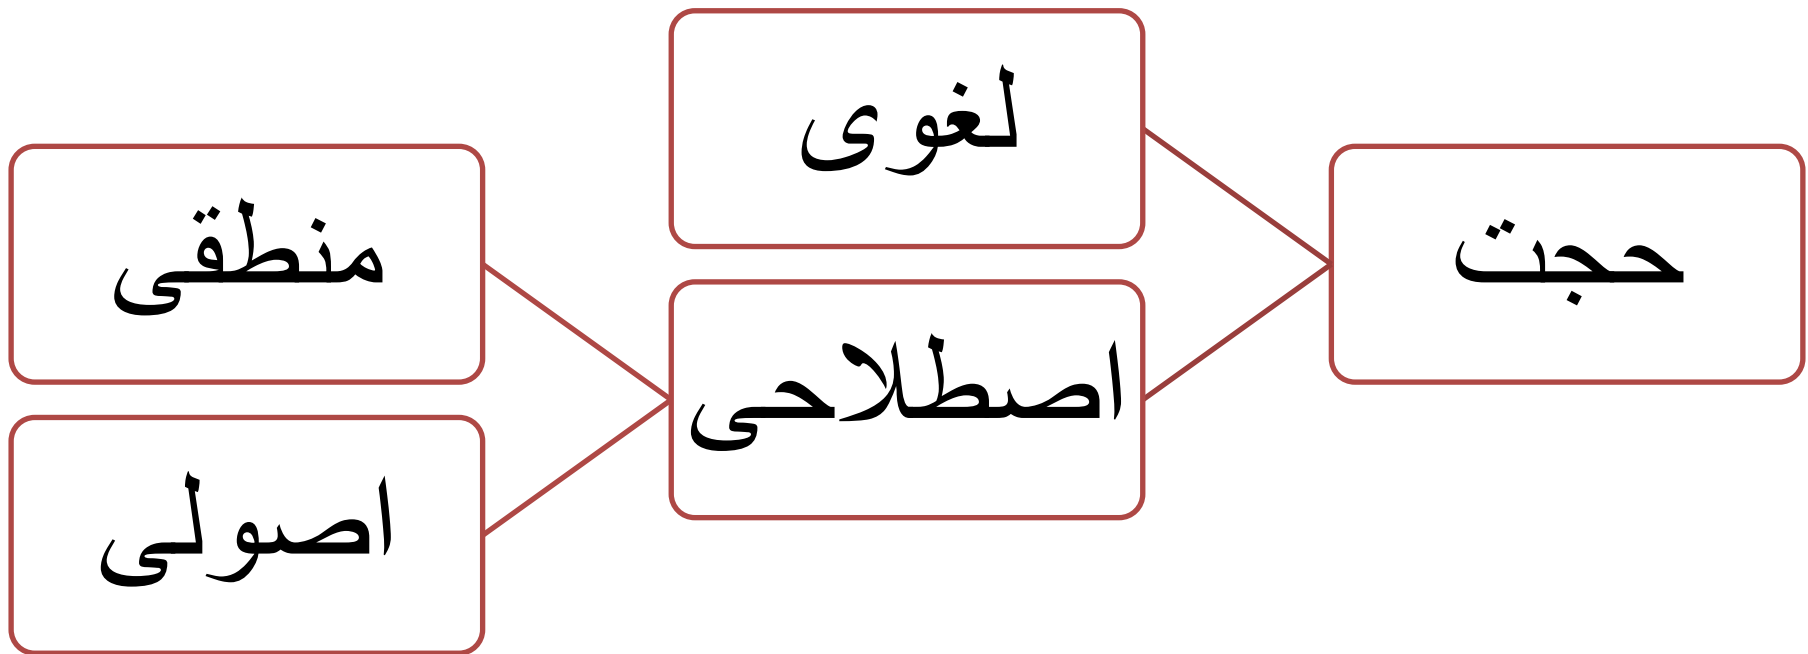 حجت
لغوی
اصطلاحی
منطقی
اصولی